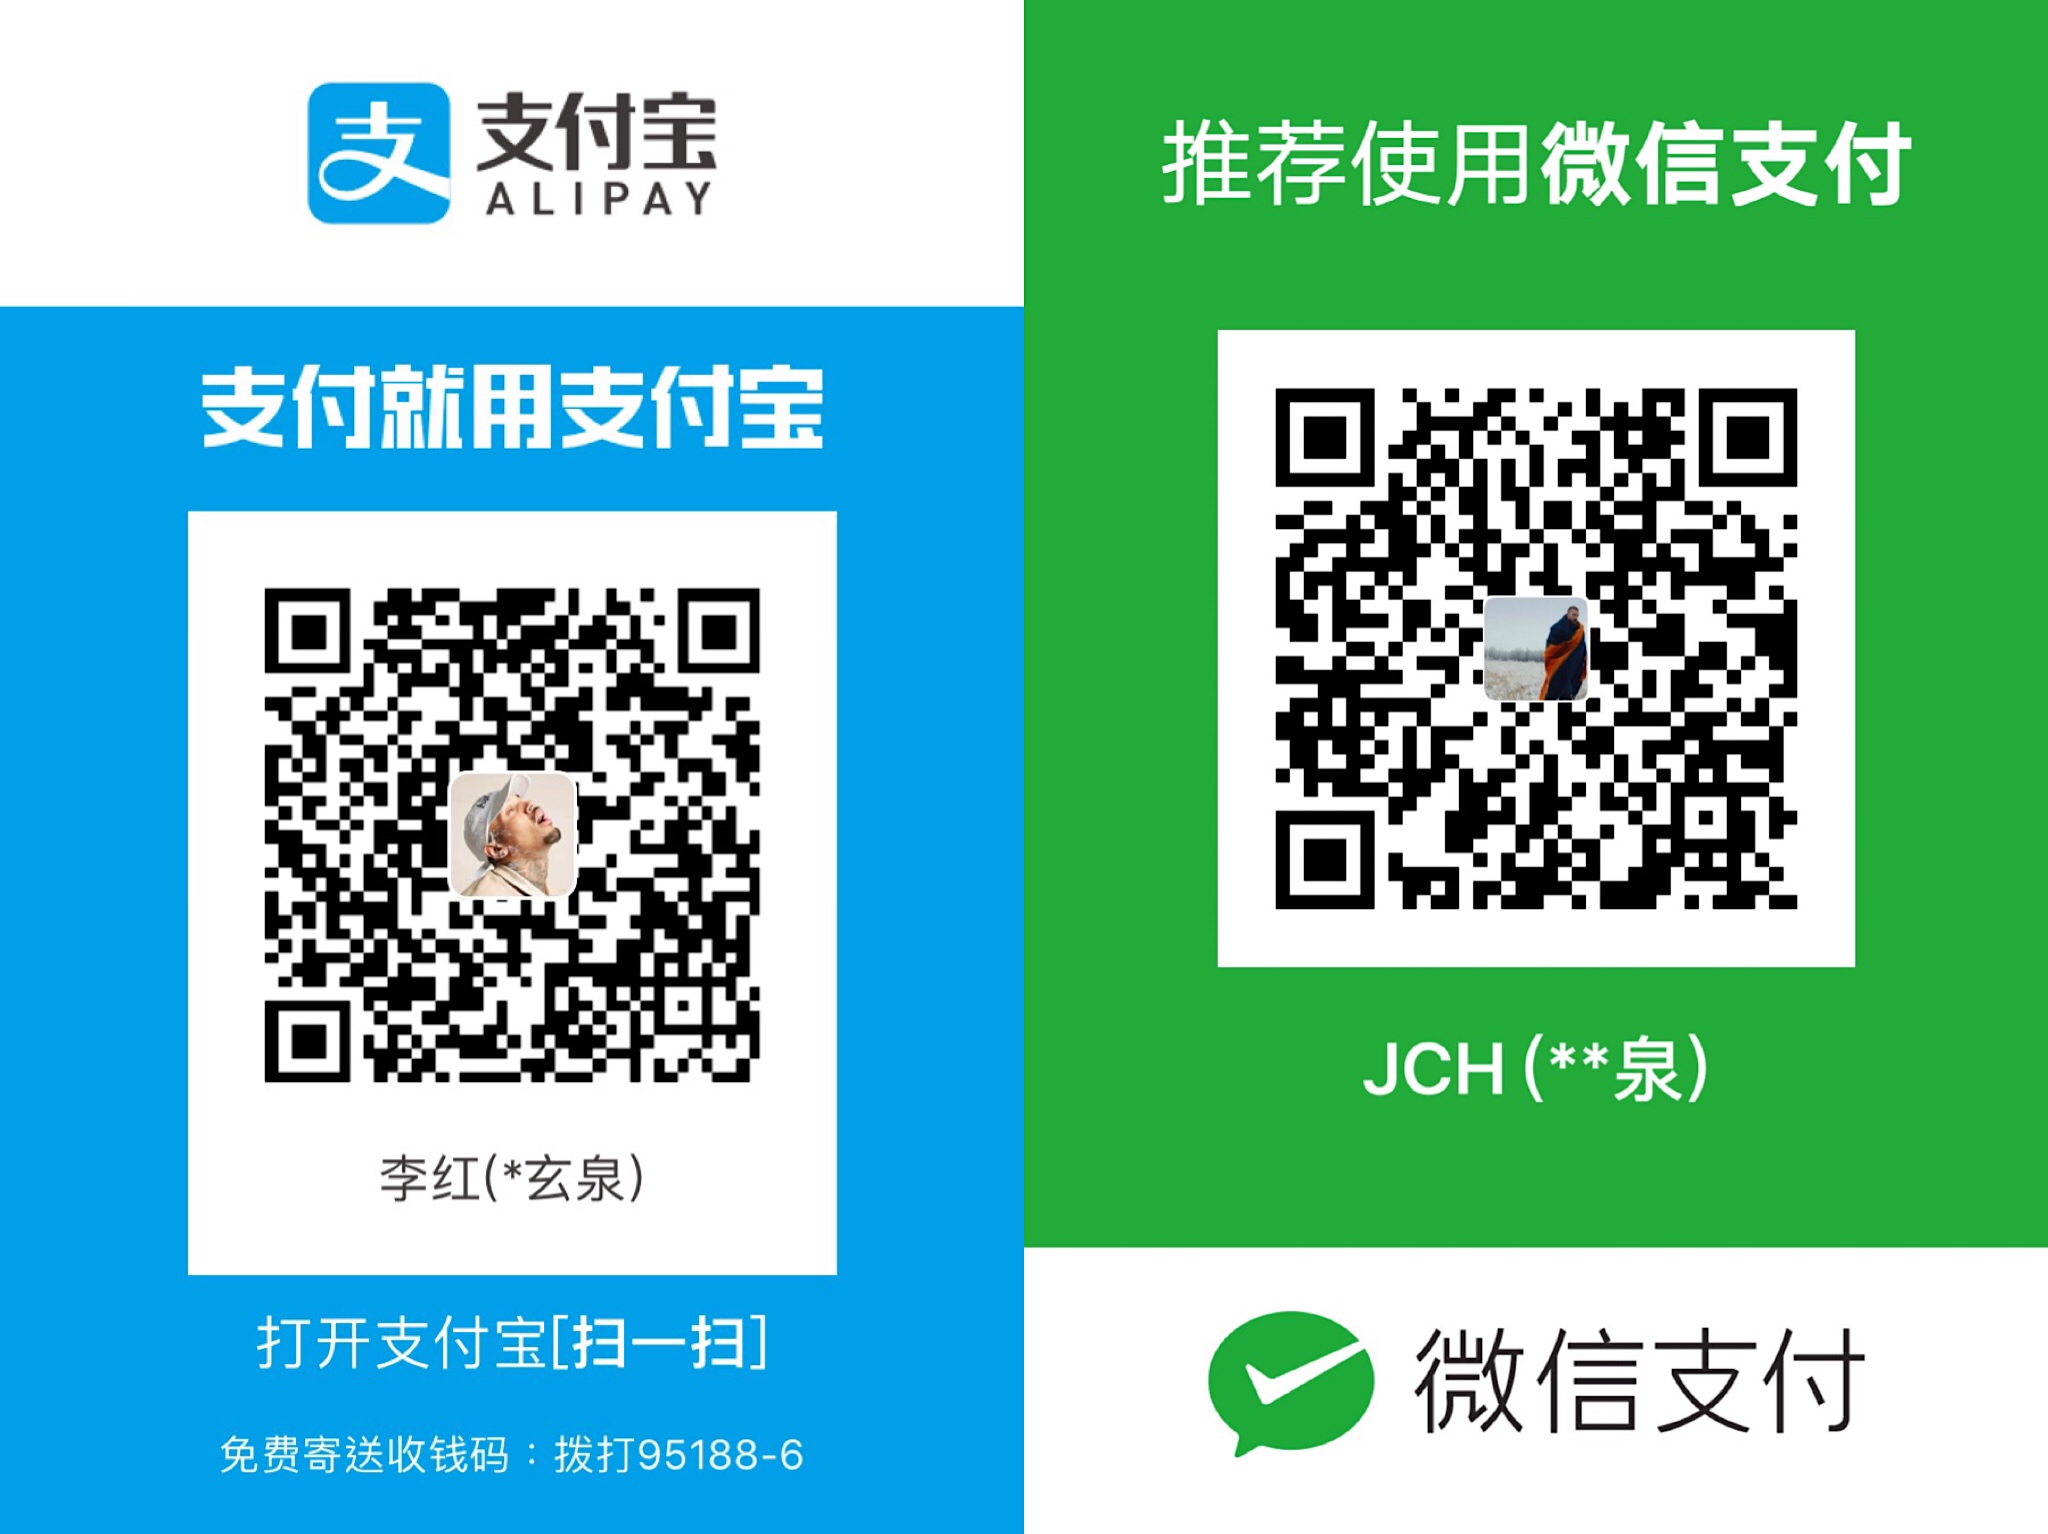 支
支付宝
ALIPAY
支付就用支付宝
李红(*玄泉)
打开支付宝[扫一扫]
免费寄送收钱码：拨打95188-6
推荐使用微信支付
JCH (**泉)
微信支付